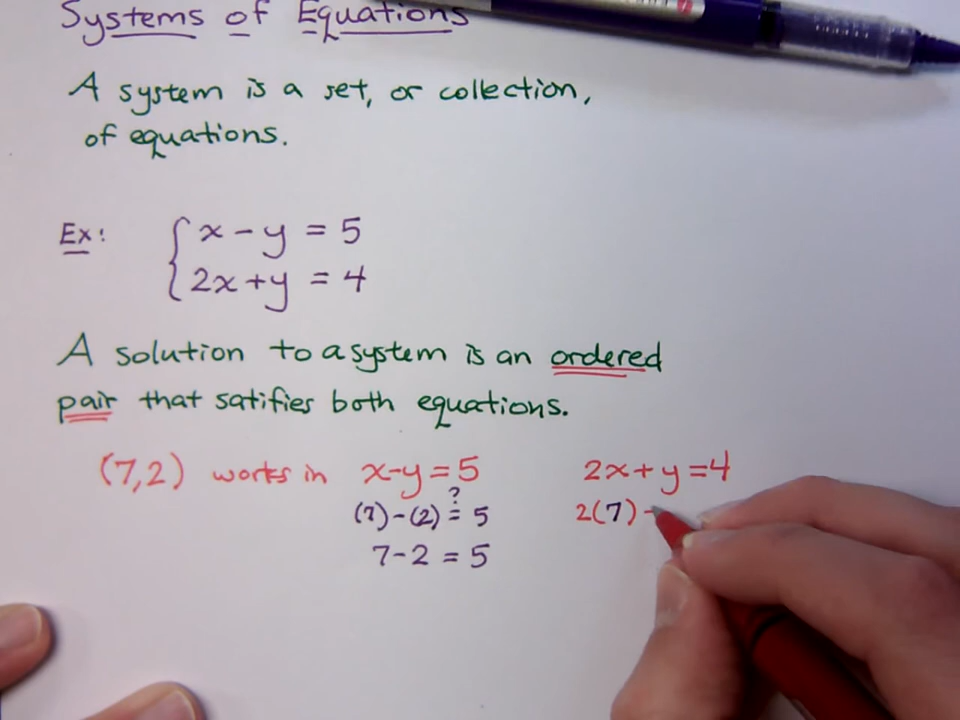 Systems of Equations
A system is a set, or collection,
of equations.
Ex: x - y = 5
2x + y = 4
A solution to a system is an ordered
pair that satifies both equations.
(7,2) works in x-y=5 2x+y=4
(7)-(2) ≟ 5 2(7) -
7-2 = 5